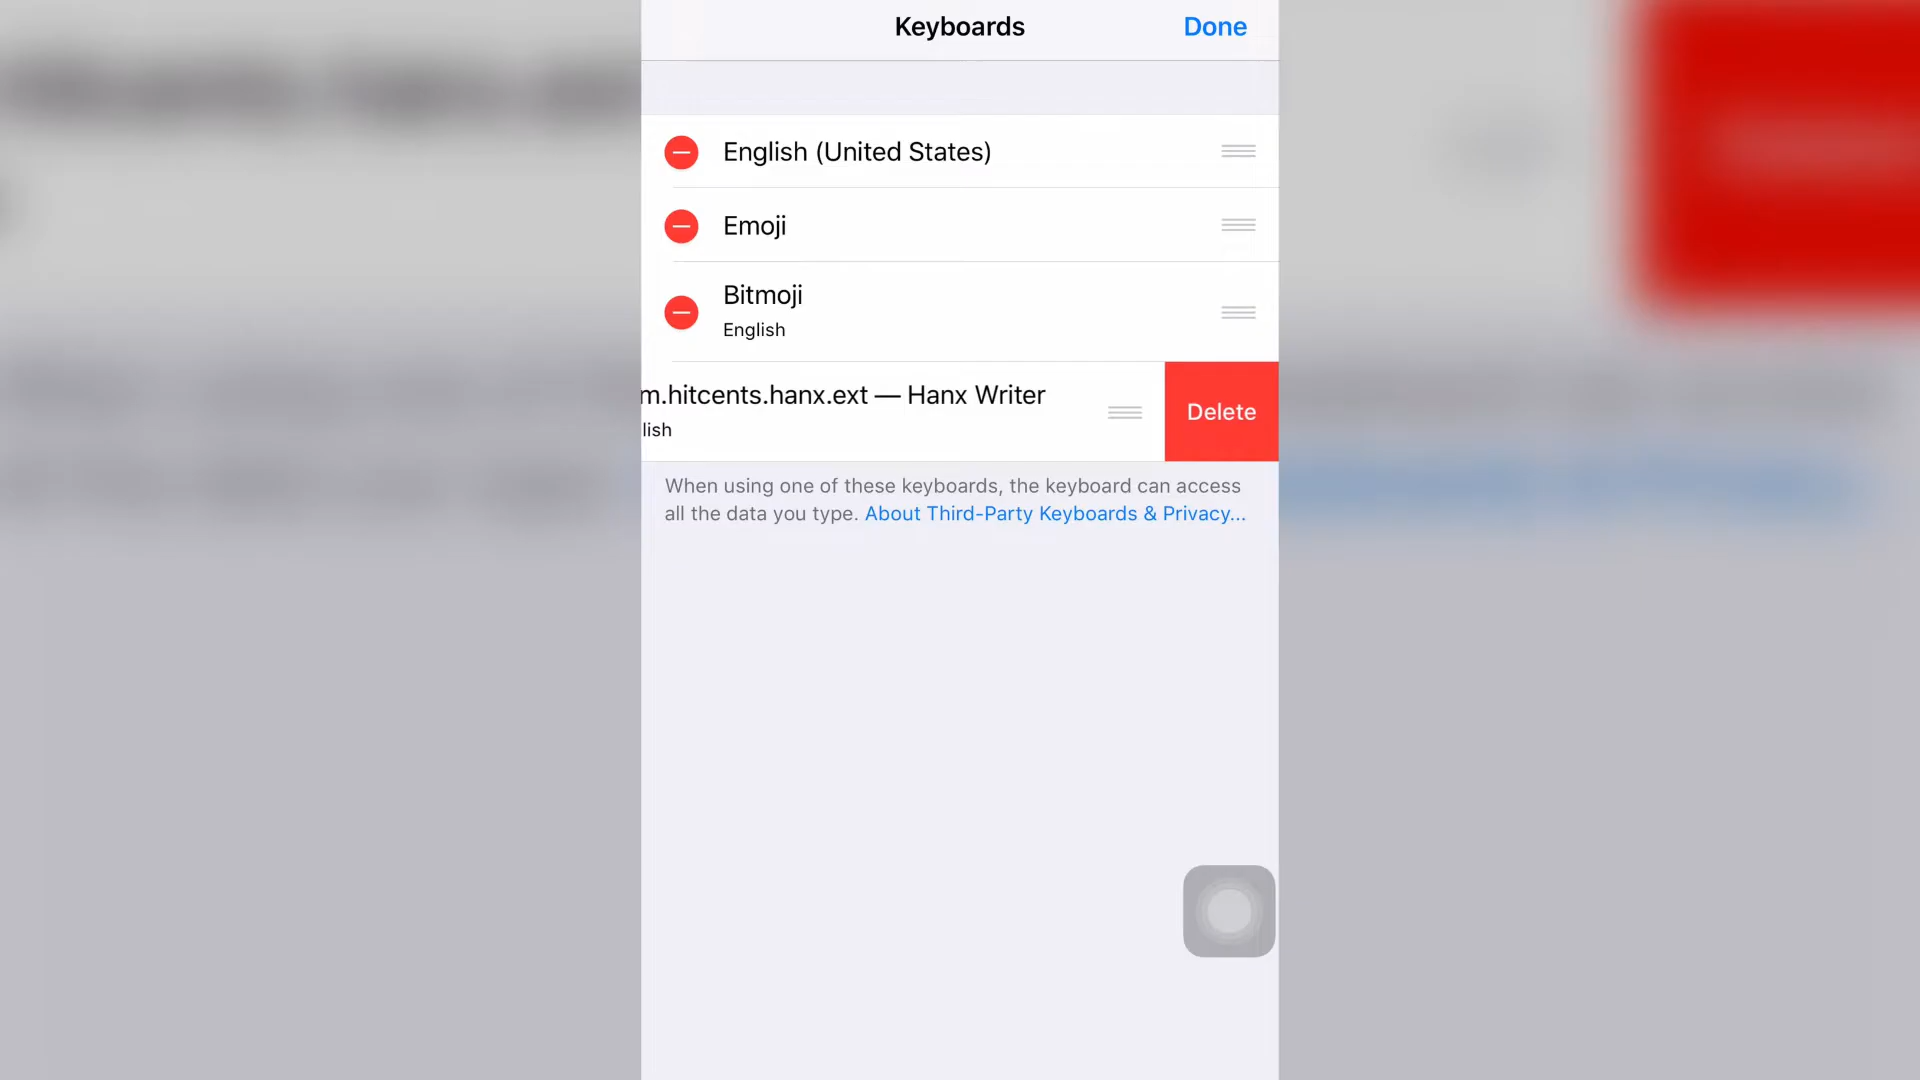 Keyboards
Done
English (United States)
Emoji
Bitmoji
English
m.hitcents.hanx.ext — Hanx Writer
lish
Delete
When using one of these keyboards, the keyboard can access
all the data you type. About Third-Party Keyboards & Privacy...